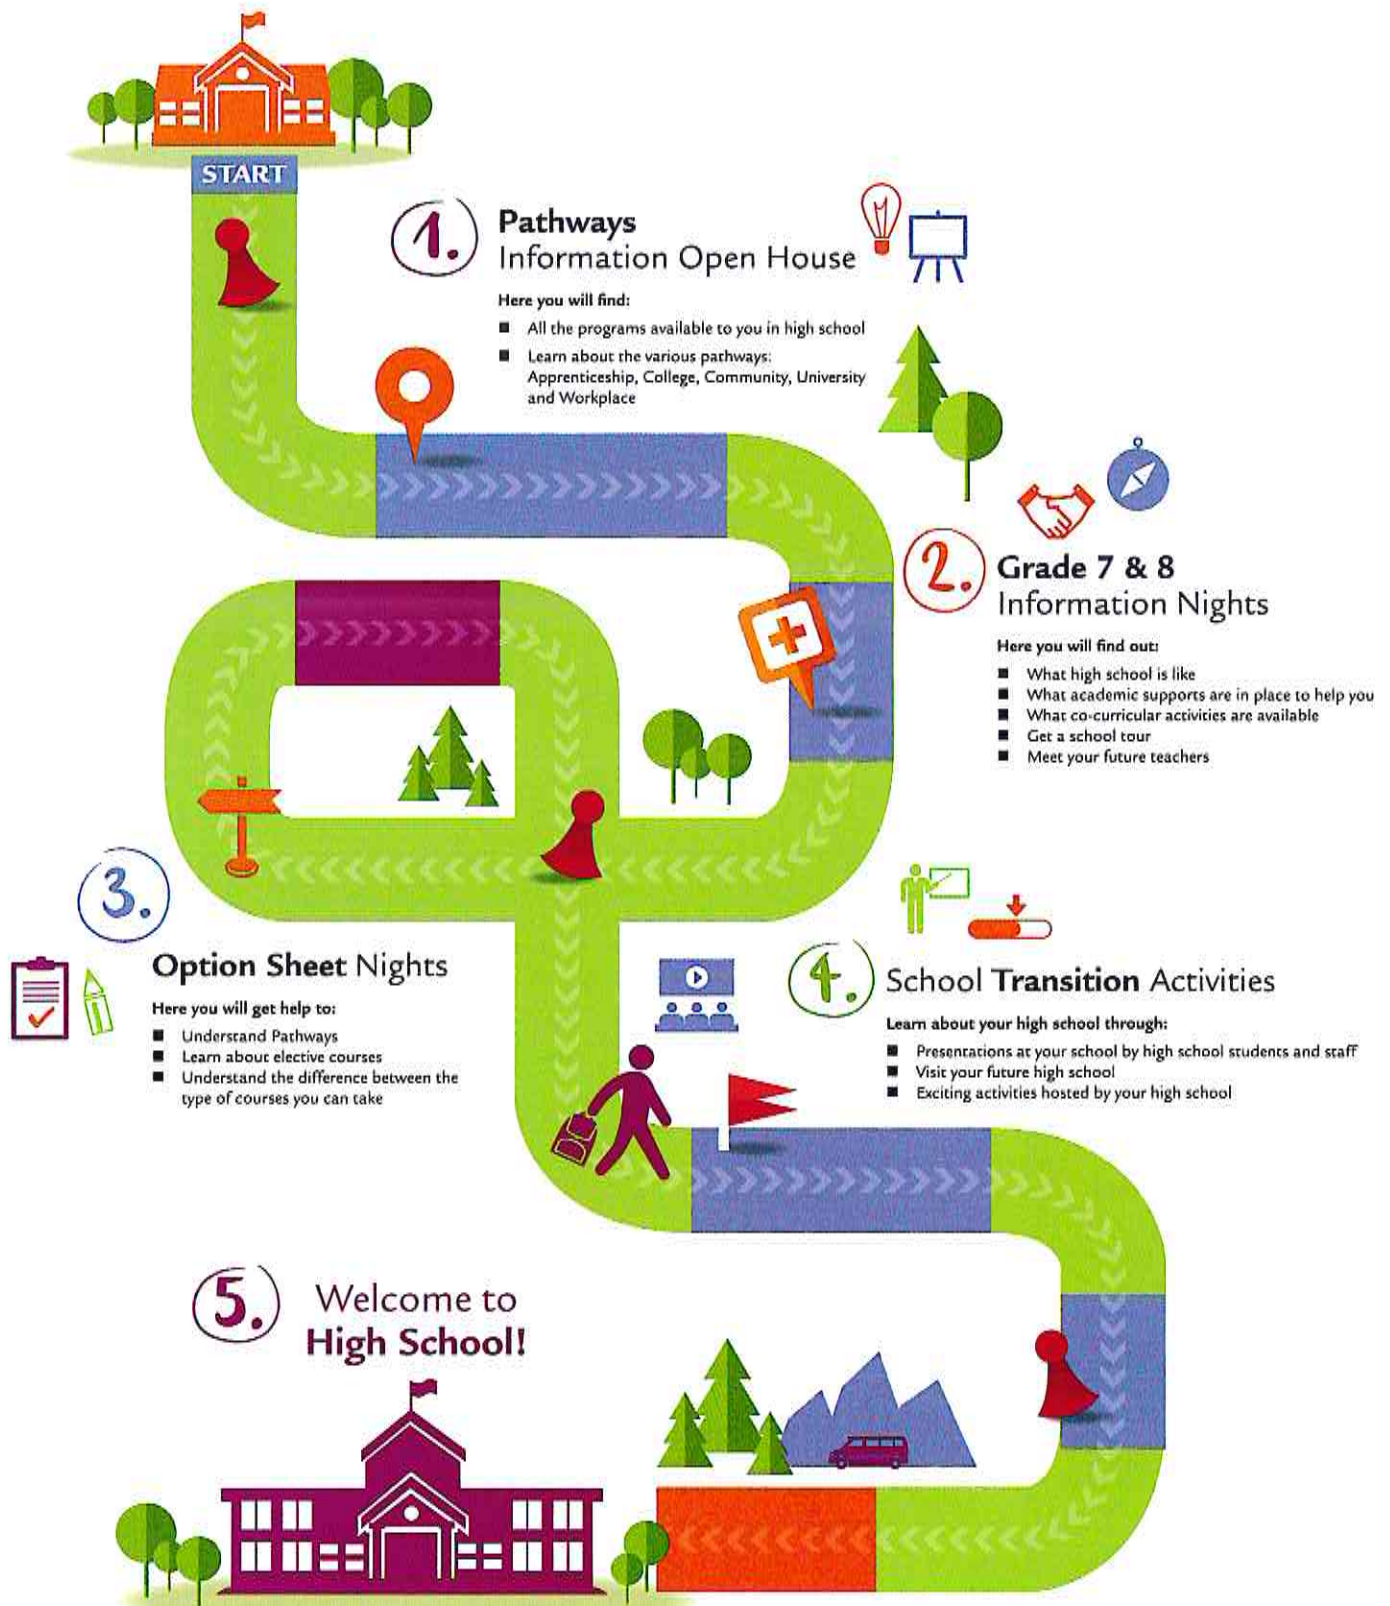 START
1.
Pathways
Information Open House
Here you will find:
■ All the programs available to you in high school
■ Learn about the various pathways:
Apprenticeship, College, Community, University
and Workplace
2.
Grade 7 & 8
Information Nights
Here you will find out:
■ What high school is like
■ What academic supports are in place to help you
■ What co-curricular activities are available
■ Get a school tour
■ Meet your future teachers
3.
Option Sheet Nights
Here you will get help to:
■ Understand Pathways
■ Learn about elective courses
■ Understand the difference between the
type of courses you can take
4.
School Transition Activities
Learn about your high school through:
■ Presentations at your school by high school students and staff
■ Visit your future high school
■ Exciting activities hosted by your high school
5.
Welcome to
High School!